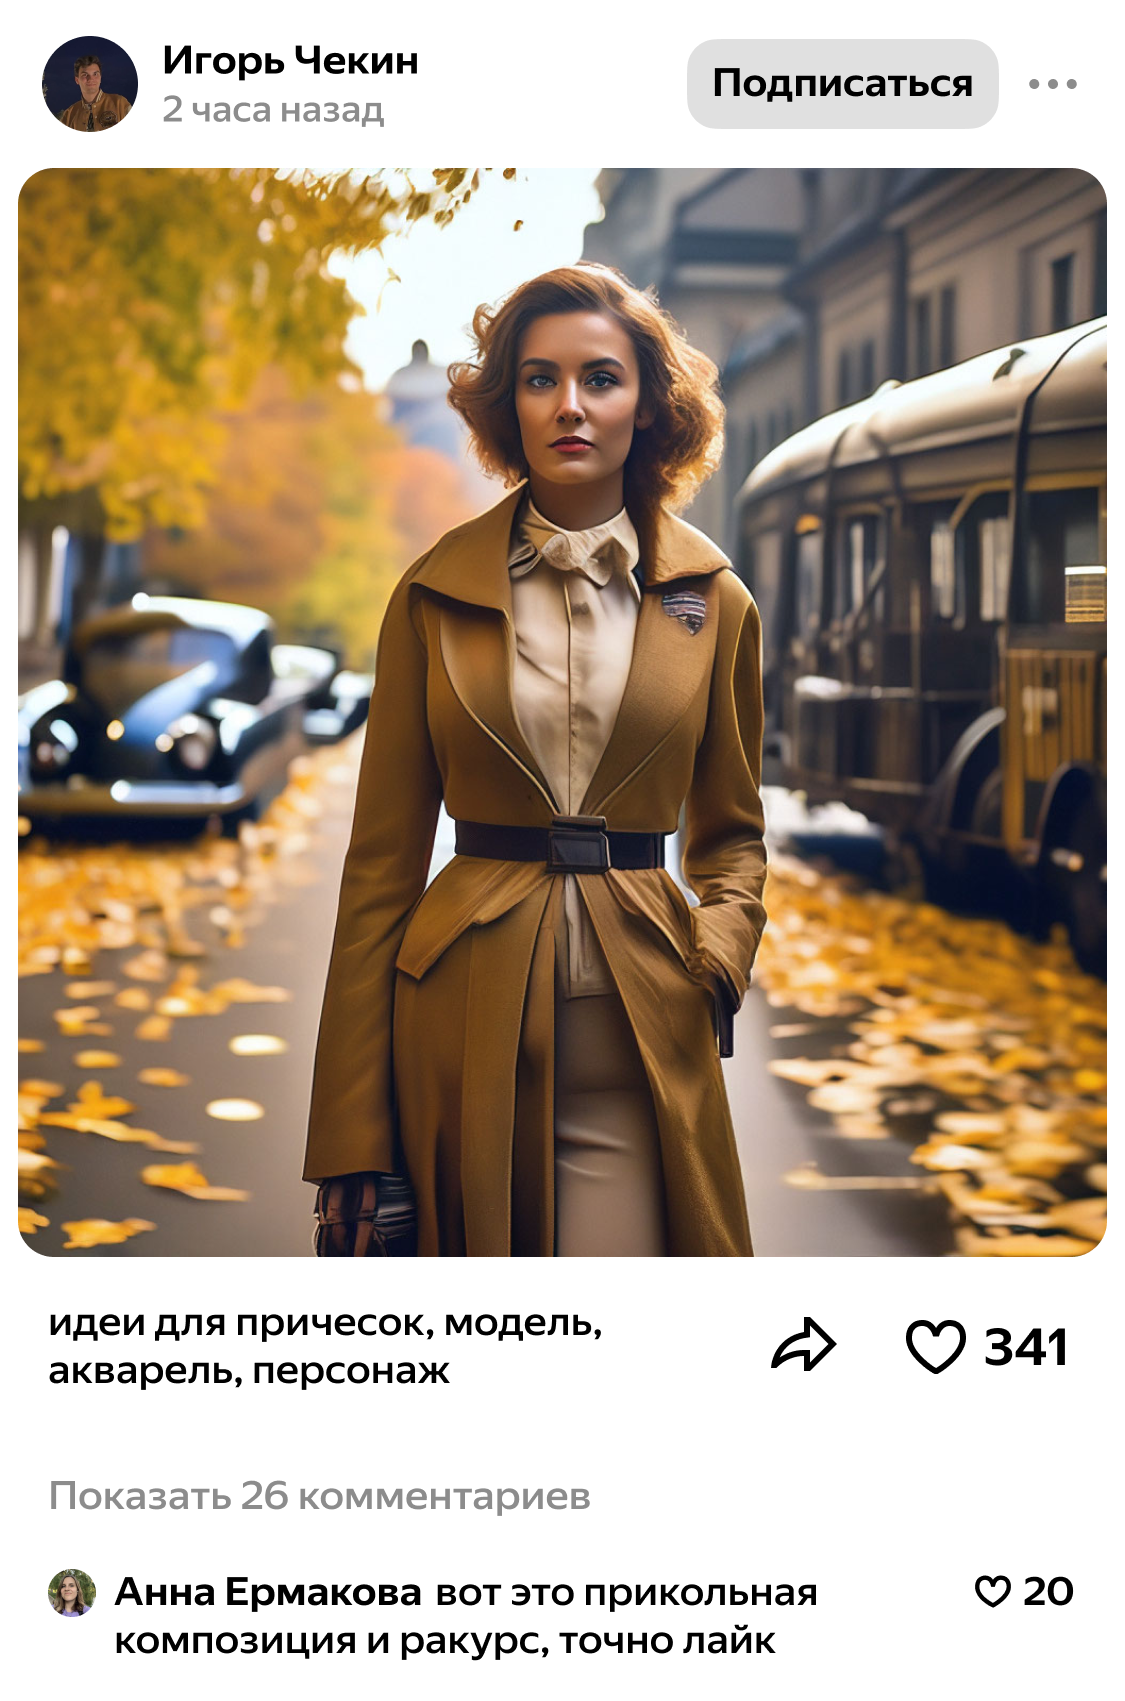 Игорь Чекин
2 часа назад
Подписаться
идеи для причесок, модель,
акварель, персонаж
341
Показать 26 комментариев
Анна Ермакова вот это прикольная
композиция и ракурс, точно лайк
20